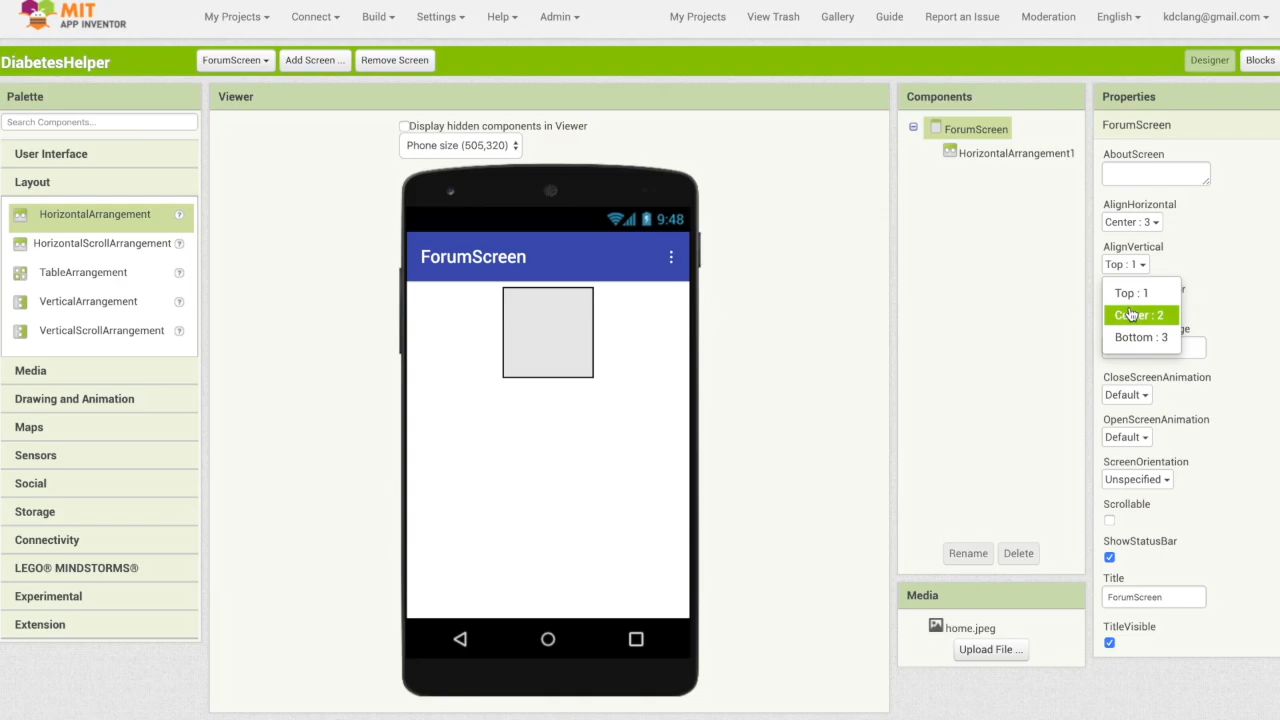 MIT
APP INVENTOR
My Projects
Connect
Build
Settings
Help
Admin
My Projects
View Trash
Gallery
Guide
Report an Issue
Moderation
English
kdclang@gmail.com
DiabetesHelper
ForumScreen
Add Screen ...
Remove Screen
Designer
Blocks
Palette
Search Components...
User Interface
Layout
HorizontalArrangement
?
HorizontalScrollArrangement
?
TableArrangement
?
VerticalArrangement
?
VerticalScrollArrangement
?
Media
Drawing and Animation
Maps
Sensors
Social
Storage
Connectivity
LEGO® MINDSTORMS®
Experimental
Extension
Viewer
Display hidden components in Viewer
Phone size (505,320)
9:48
ForumScreen
Components
ForumScreen
HorizontalArrangement1
Rename
Delete
Media
home.jpeg
Upload File ...
Properties
ForumScreen
AboutScreen
AlignHorizontal
Center : 3
AlignVertical
Top : 1
Top : 1
: 2
Bottom : 3
CloseScreenAnimation
Default
OpenScreenAnimation
Default
ScreenOrientation
Unspecified
Scrollable
ShowStatusBar
Title
ForumScreen
TitleVisible